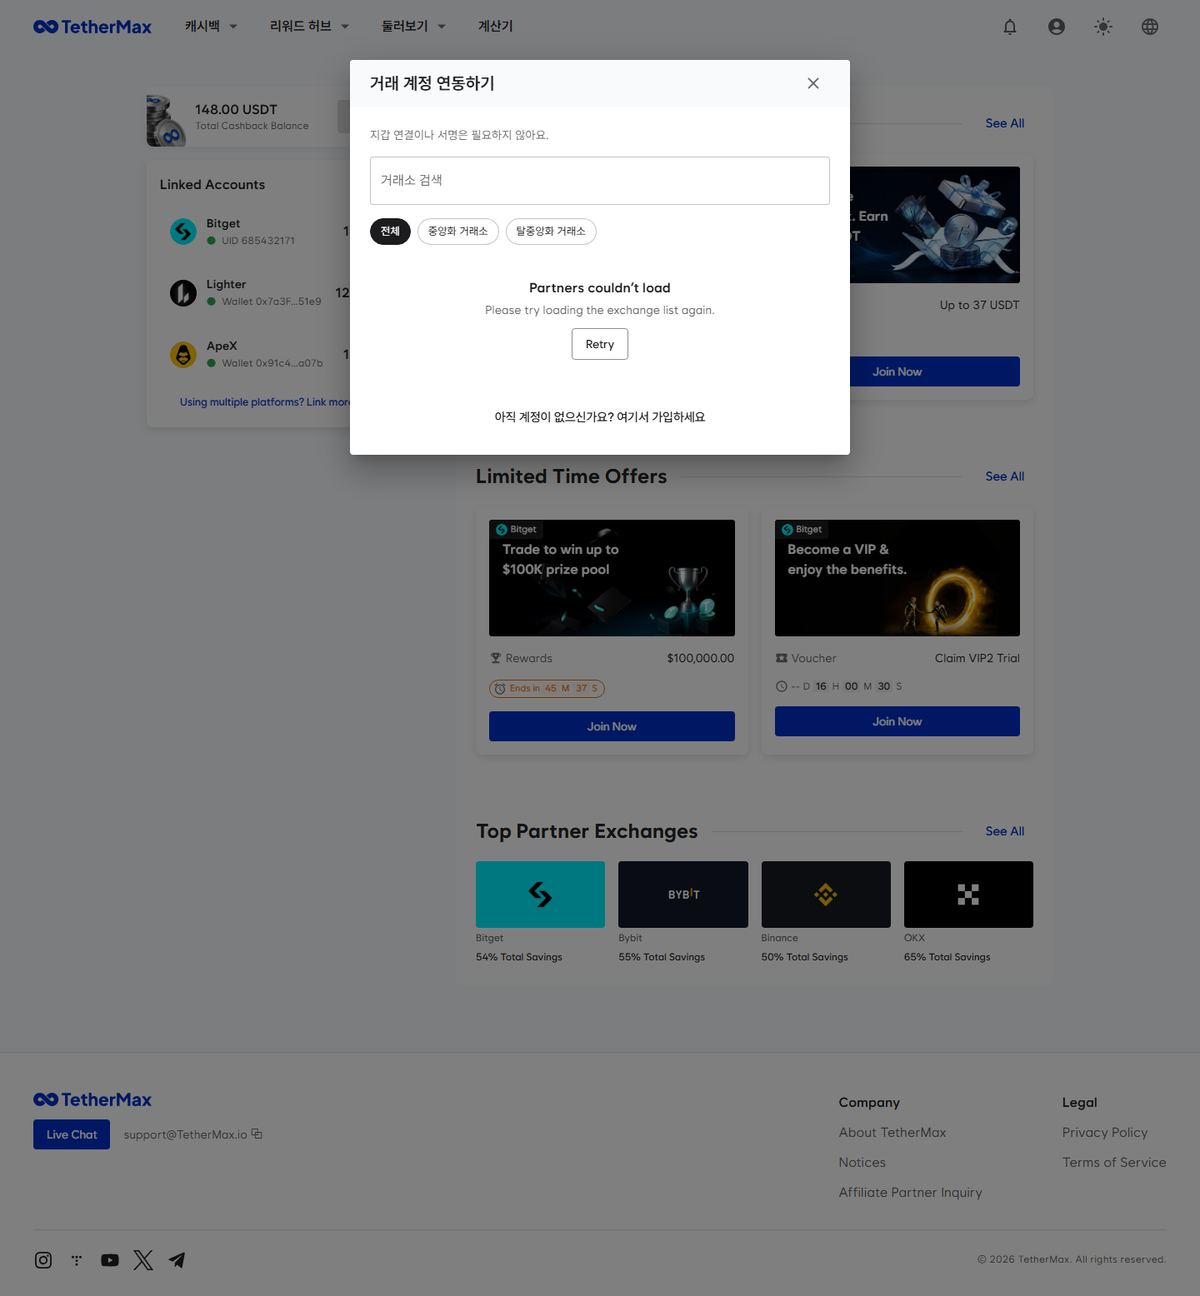 TetherMax
캐시백
리워드 허브
둘러보기
계산기
거래 계정 연동하기
지갑 연결이나 서명은 필요하지 않아요.
거래소 검색
전체
중앙화 거래소
탈중앙화 거래소
Partners couldn’t load
Please try loading the exchange list again.
Retry
아직 계정이 없으신가요? 여기서 가입하세요
148.00 USDT
Total Cashback Balance
Linked Accounts
Bitget
UID 685432171
Lighter
Wallet 0x7a3F...51e9
12
ApeX
Wallet 0x91c4...a07b
Using multiple platforms? Link more
See All
. Earn
Up to 37 USDT
Join Now
Limited Time Offers
See All
Bitget
Trade to win up to
$100K prize pool
Rewards
$100,000.00
Ends in 45 M 37 S
Join Now
Bitget
Become a VIP &
enjoy the benefits.
Voucher
Claim VIP2 Trial
-- D 16 H 00 M 30 S
Join Now
Top Partner Exchanges
See All
Bitget
54% Total Savings
BYBIT
Bybit
55% Total Savings
Binance
50% Total Savings
OKX
65% Total Savings
TetherMax
Live Chat
support@TetherMax.io
Company
About TetherMax
Notices
Affiliate Partner Inquiry
Legal
Privacy Policy
Terms of Service
© 2026 TetherMax. All rights reserved.